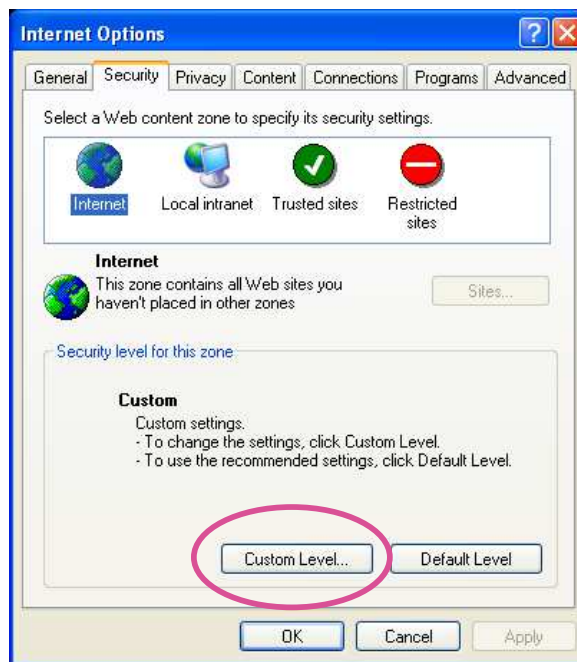 Internet Options
General Security Privacy Content Connections Programs Advanced
Select a Web content zone to specify its security settings.
Internet Local intranet Trusted sites Restricted sites
Internet
This zone contains all Web sites you
haven't placed in other zones
Sites...
Security level for this zone
Custom
Custom settings.
- To change the settings, click Custom Level.
- To use the recommended settings, click Default Level.
Custom Level... Default Level
OK Cancel Apply